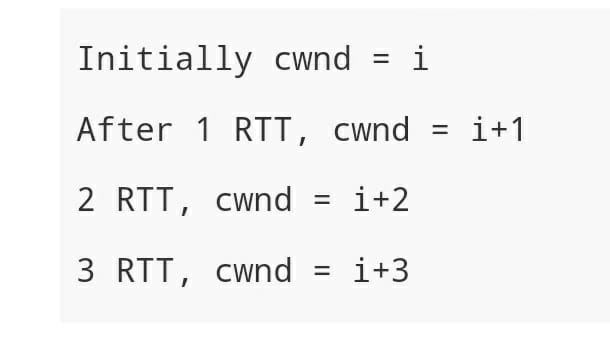 Initially cwnd = i
After 1 RTT, cwnd = i+1
2 RTT, cwnd = i+2
3 RTT, cwnd = i+3